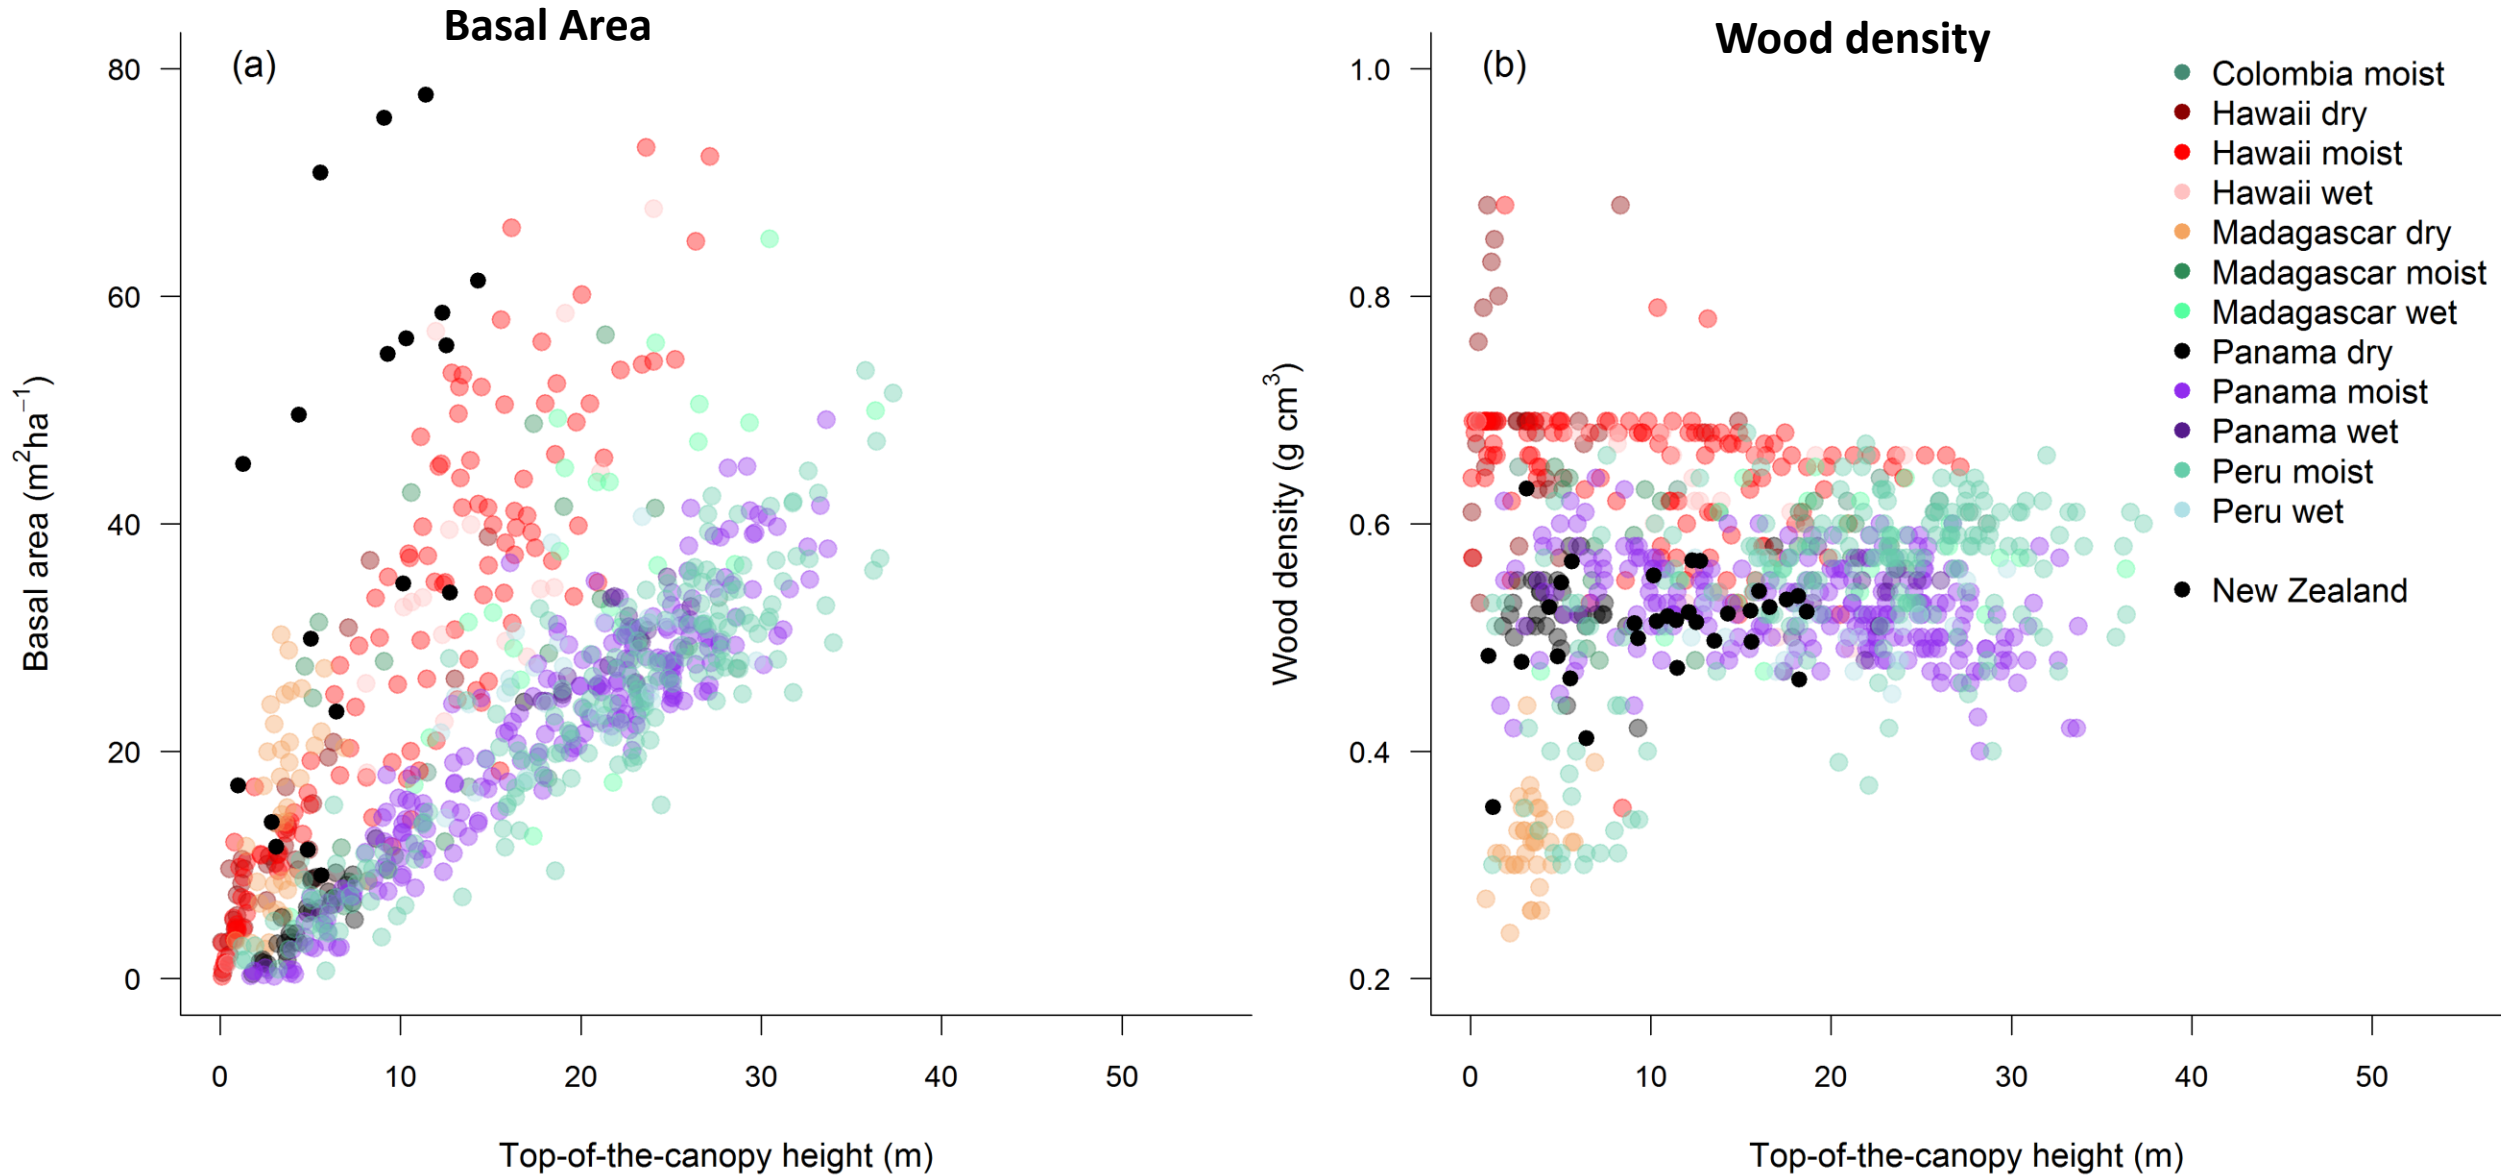 Basal Area
(a)
80
60
40
20
0
Basal area (m²ha⁻¹)
0 10 20 30 40 50
Top-of-the-canopy height (m)
Wood density
(b)
1.0
0.8
0.6
0.4
0.2
Wood density (g cm³)
0 10 20 30 40 50
Top-of-the-canopy height (m)
Colombia moist
Hawaii dry
Hawaii moist
Hawaii wet
Madagascar dry
Madagascar moist
Madagascar wet
Panama dry
Panama moist
Panama wet
Peru moist
Peru wet
New Zealand